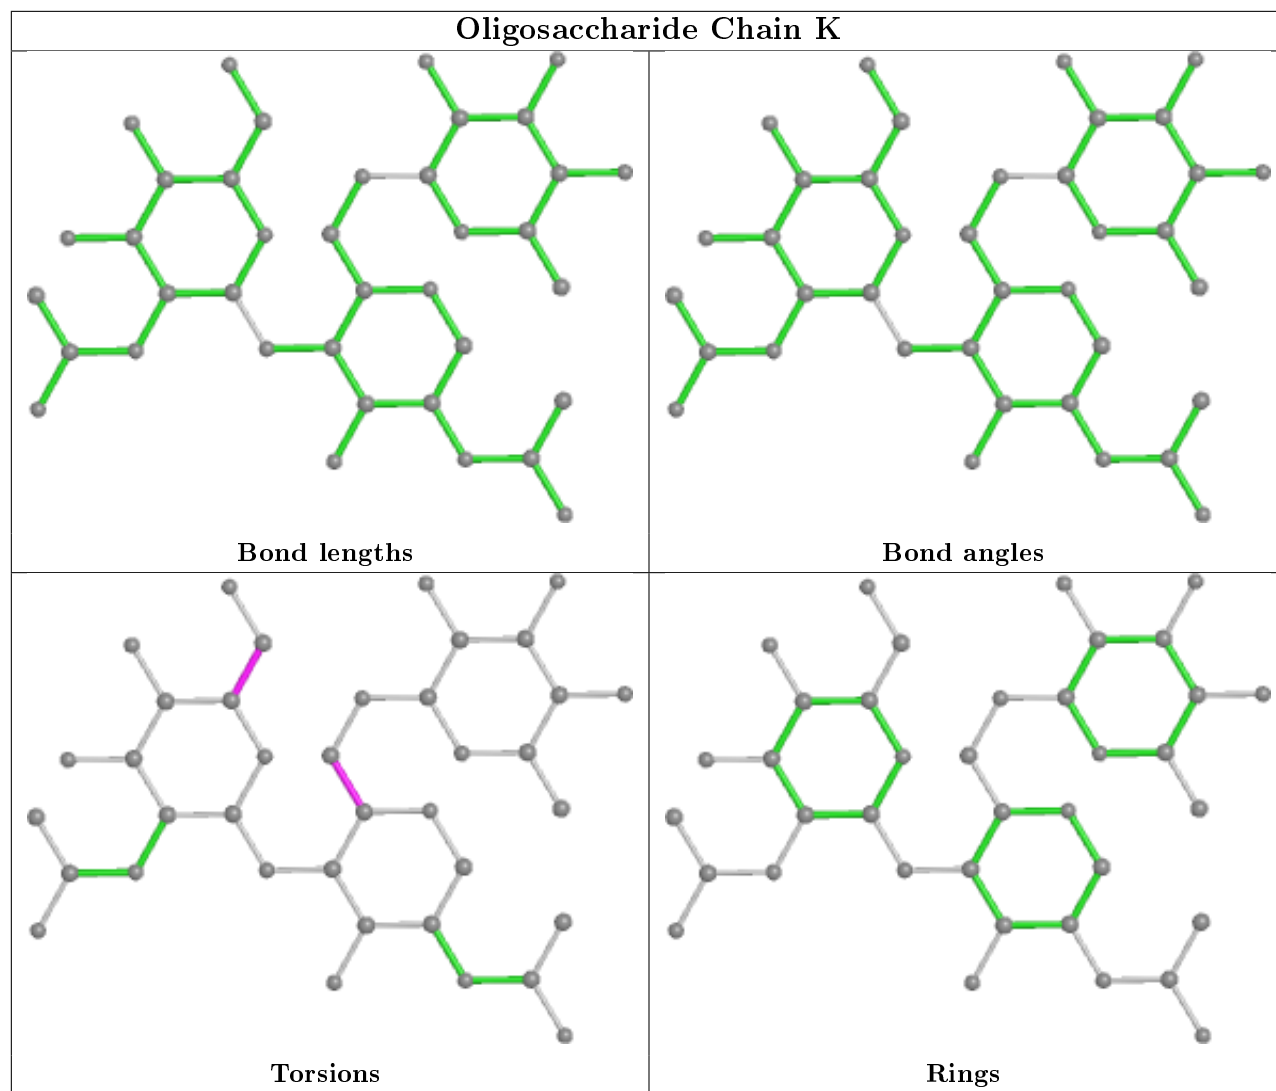 Oligosaccharide Chain K
Bond lengths
Bond angles
Torsions
Rings